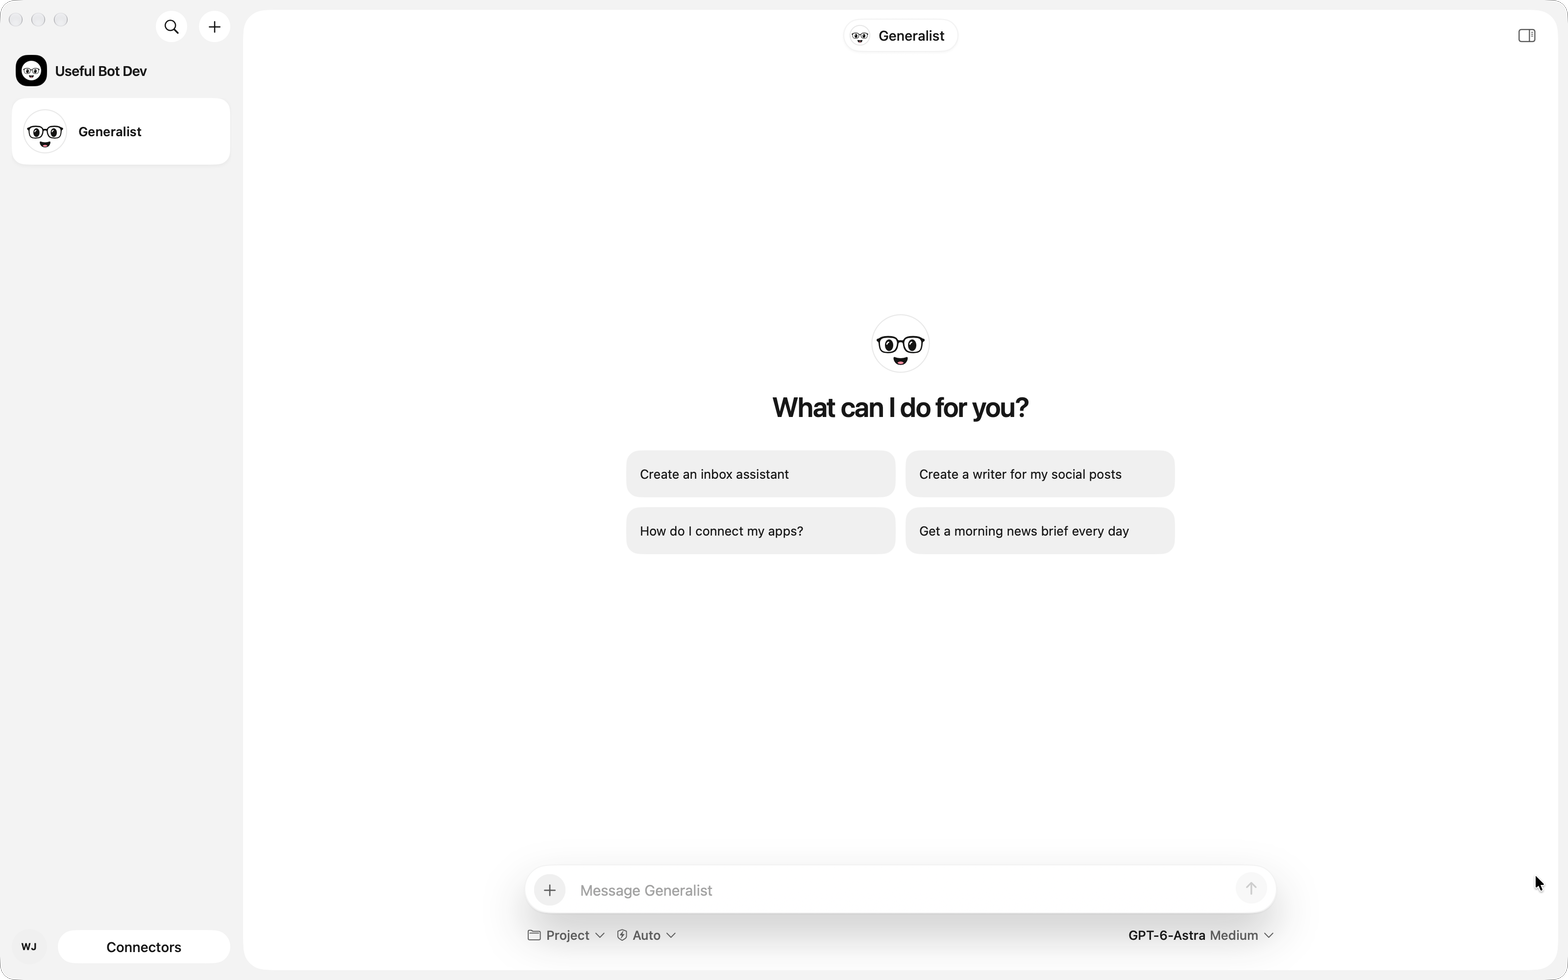 Useful Bot Dev
Generalist
Generalist
What can I do for you?
Create an inbox assistant
Create a writer for my social posts
How do I connect my apps?
Get a morning news brief every day
Message Generalist
Project
Auto
GPT-6-Astra Medium
WJ
Connectors